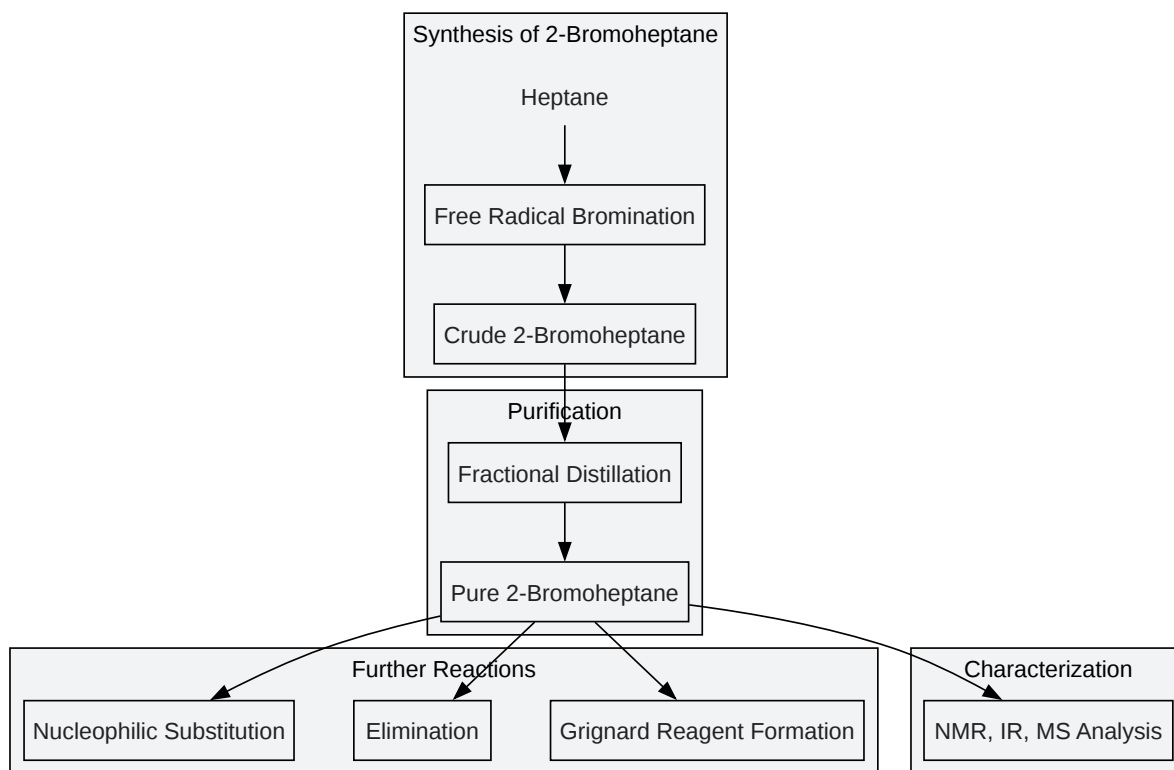 Synthesis of 2-Bromoheptane
Heptane
Free Radical Bromination
Crude 2-Bromoheptane
Purification
Fractional Distillation
Pure 2-Bromoheptane
Further Reactions
Characterization
Nucleophilic Substitution
Elimination
Grignard Reagent Formation
NMR, IR, MS Analysis